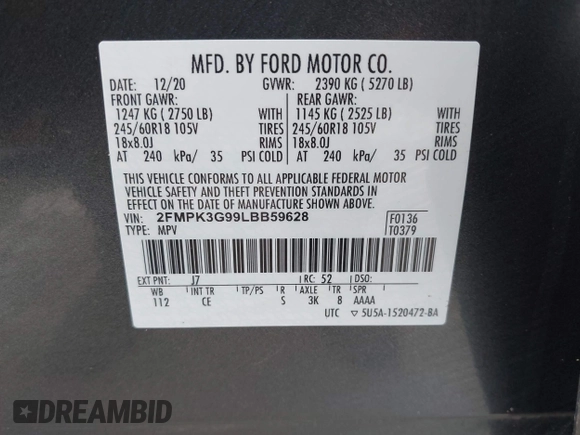 MFD. BY FORD MOTOR CO.
DATE: 12/20 GVWR: 2390 KG ( 5270 LB)
FRONT GAWR: REAR GAWR:
1247 KG ( 2750 LB) WITH 1145 KG ( 2525 LB) WITH
245/60R18 105V TIRES 245/60R18 105V TIRES
18x8.0J RIMS 18x8.0J RIMS
AT 240 kPa/ 35 PSI COLD AT 240 kPa/ 35 PSI COLD
THIS VEHICLE CONFORMS TO ALL APPLICABLE FEDERAL MOTOR
VEHICLE SAFETY AND THEFT PREVENTION STANDARDS IN
EFFECT ON THE DATE OF MANUFACTURE SHOWN ABOVE.
VIN: 2FMPK3G99LBB59628 F0136
TYPE: MPV T0379
EXT PNT: J7 RC: 52 DSO:
WB INT TR TP/PS R AXLE TR SPR
112 CE S 3K 8 AAAA
UTC ▽ 5U5A-1520472-BA
DREAMBID